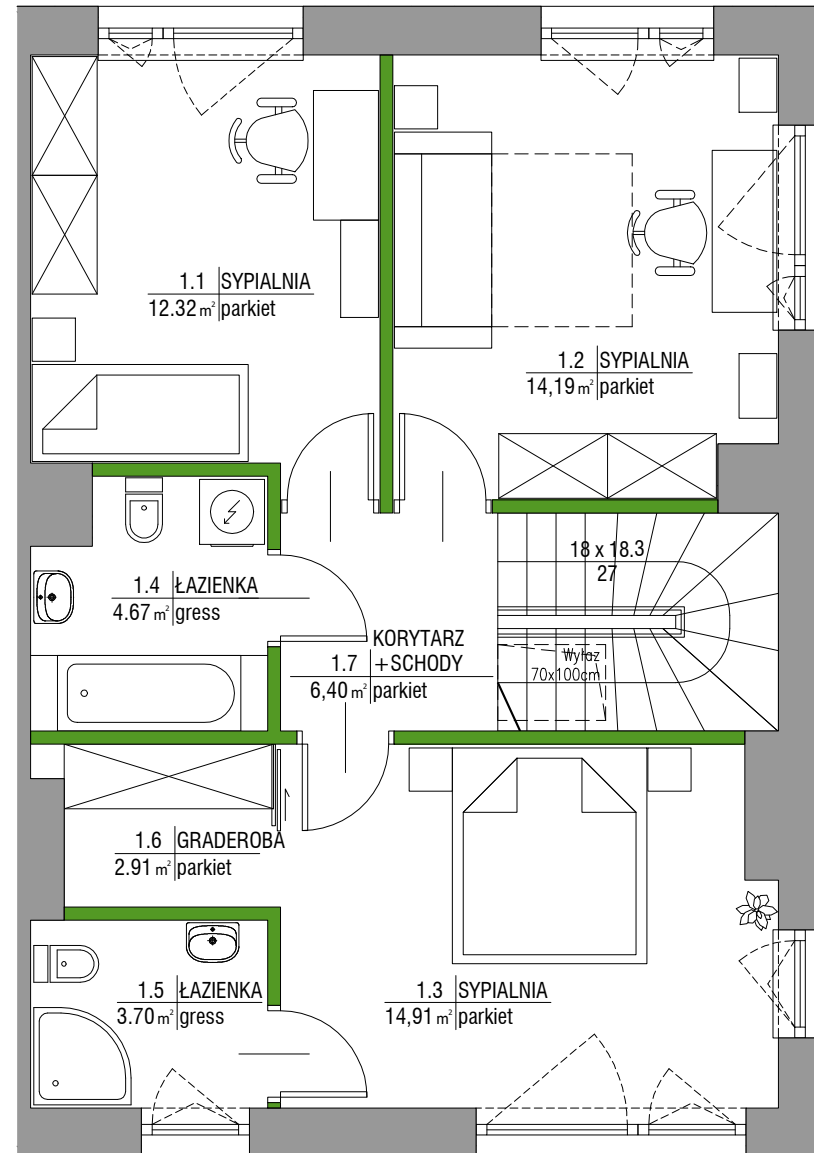 1.1 SYPIALNIA
12.32 m² parkiet
1.2 SYPIALNIA
14,19 m² parkiet
18 x 18.3
27
1.4 ŁAZIENKA
4.67 m² gress
KORYTARZ
1.7 +SCHODY
6,40 m² parkiet
Wyłaz
70x100cm
1.6 GRADEROBA
2.91 m² parkiet
1.5 ŁAZIENKA
3.70 m² gress
1.3 SYPIALNIA
14,91 m² parkiet